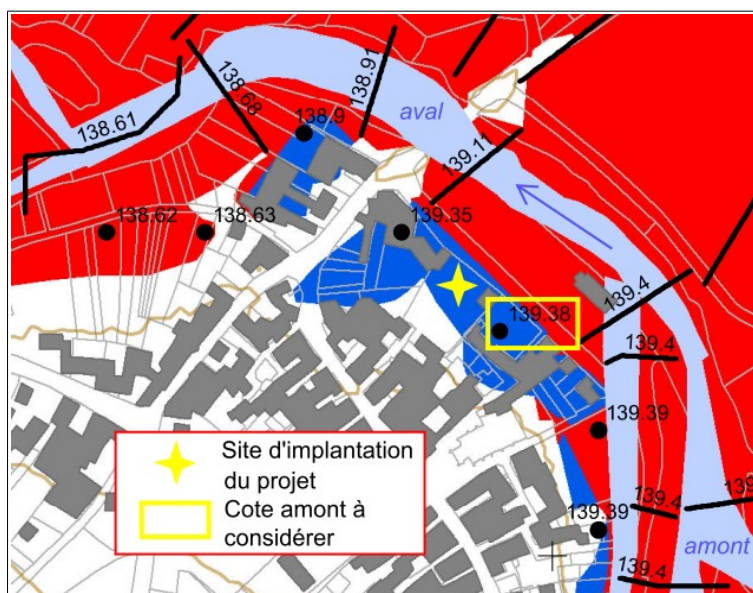 138.91
138.9
aval
138.68
138.61
139.11
138.62
138.63
139.35
139.4
139.38
139.4
139.39
Site d'implantation
du projet
Cote amont à
considérer
139.4
139.39
amont
139.4